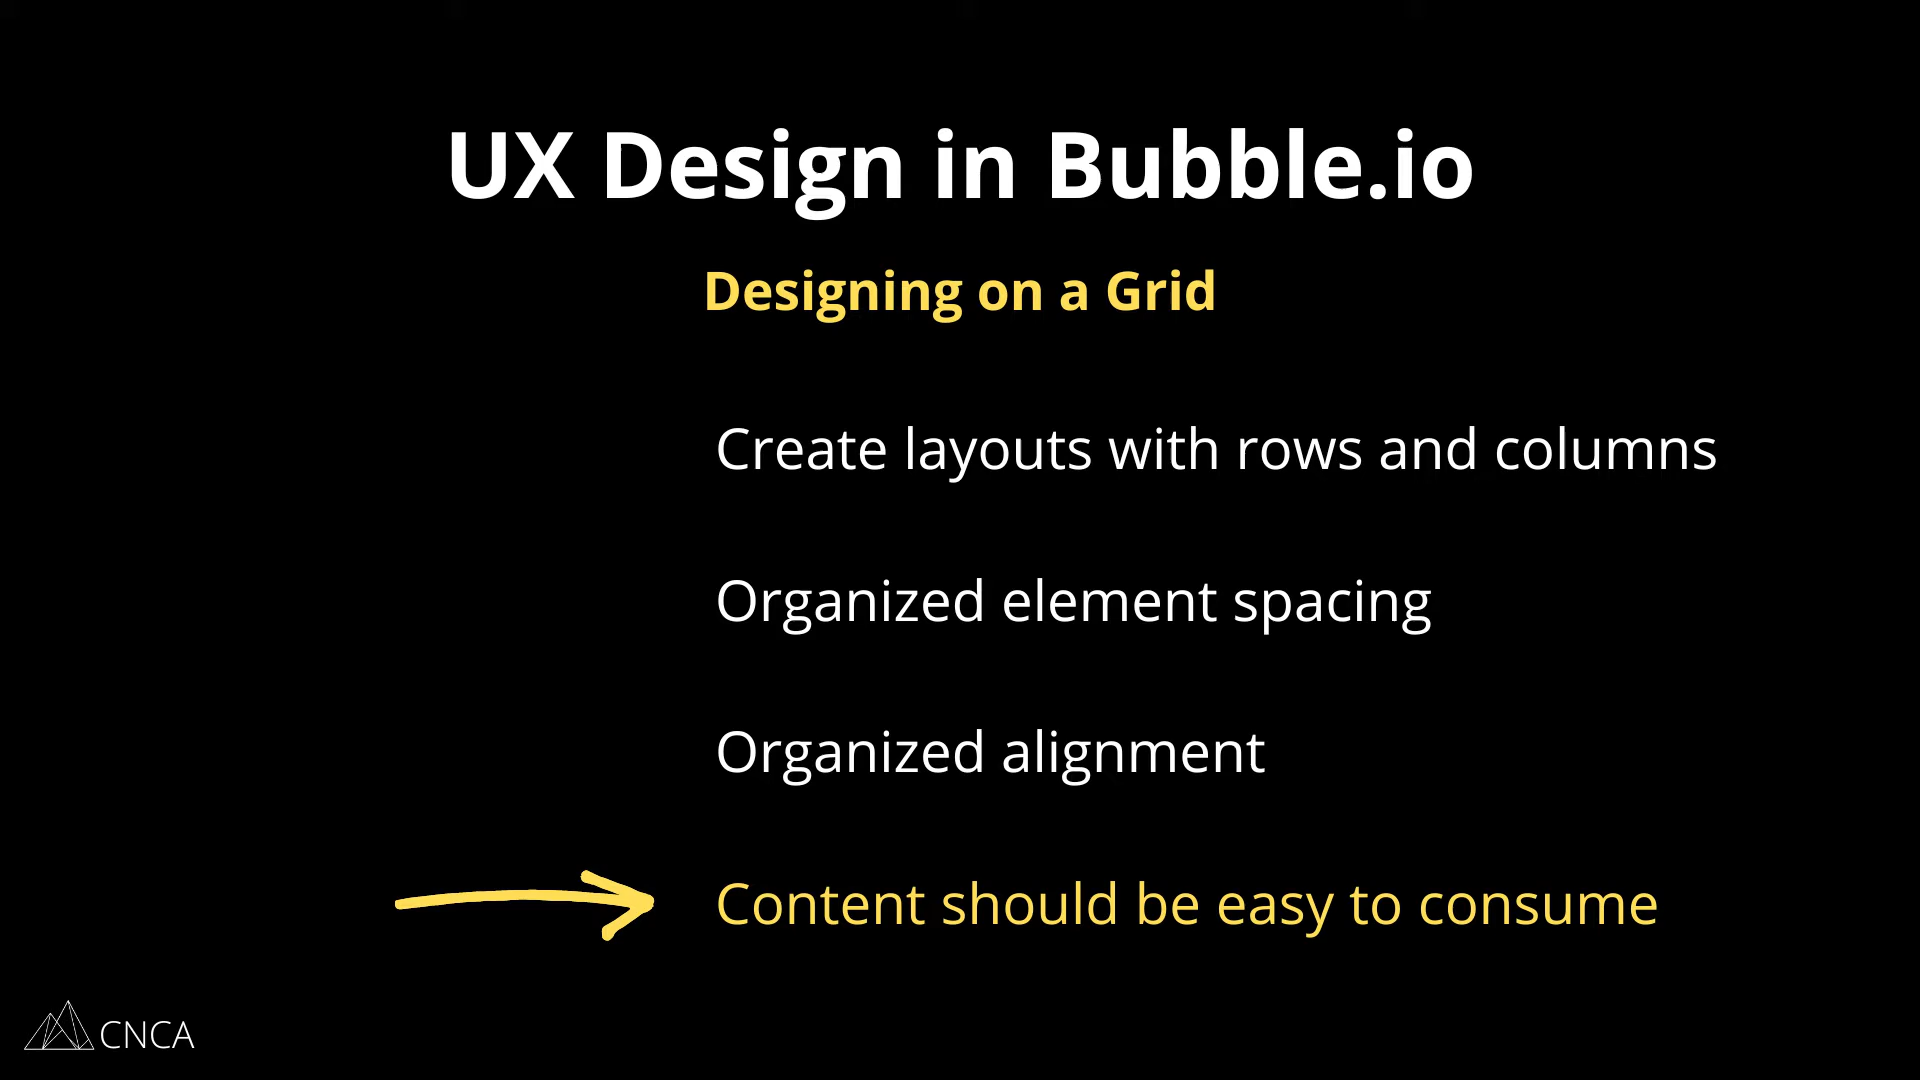 UX Design in Bubble.io
Designing on a Grid
Create layouts with rows and columns
Organized element spacing
Organized alignment
Content should be easy to consume
CNCA